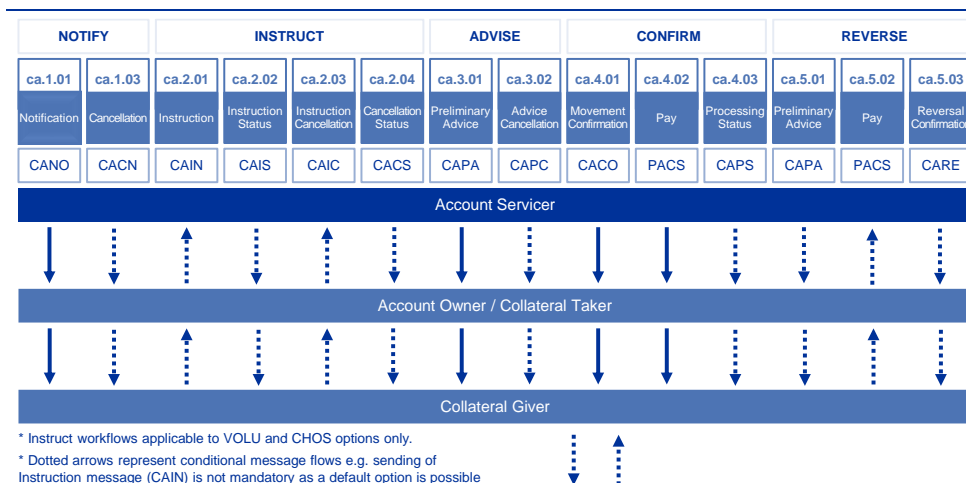 NOTIFY INSTRUCT ADVISE CONFIRM REVERSE
ca.1.01 ca.1.03 ca.2.01 ca.2.02 ca.2.03 ca.2.04 ca.3.01 ca.3.02 ca.4.01 ca.4.02 ca.4.03 ca.5.01 ca.5.02 ca.5.03
Notification Cancellation Instruction Instruction Status Instruction Cancellation Cancellation Status Preliminary Advice Advice Cancellation Movement Confirmation Pay Processing Status Preliminary Advice Pay Reversal Confirmation
CANO CACN CAIN CAIS CAIC CACS CAPA CAPC CACO PACS CAPS CAPA PACS CARE
Account Servicer
Account Owner / Collateral Taker
Collateral Giver
* Instruct workflows applicable to VOLU and CHOS options only.
* Dotted arrows represent conditional message flows e.g. sending of
Instruction message (CAIN) is not mandatory as a default option is possible